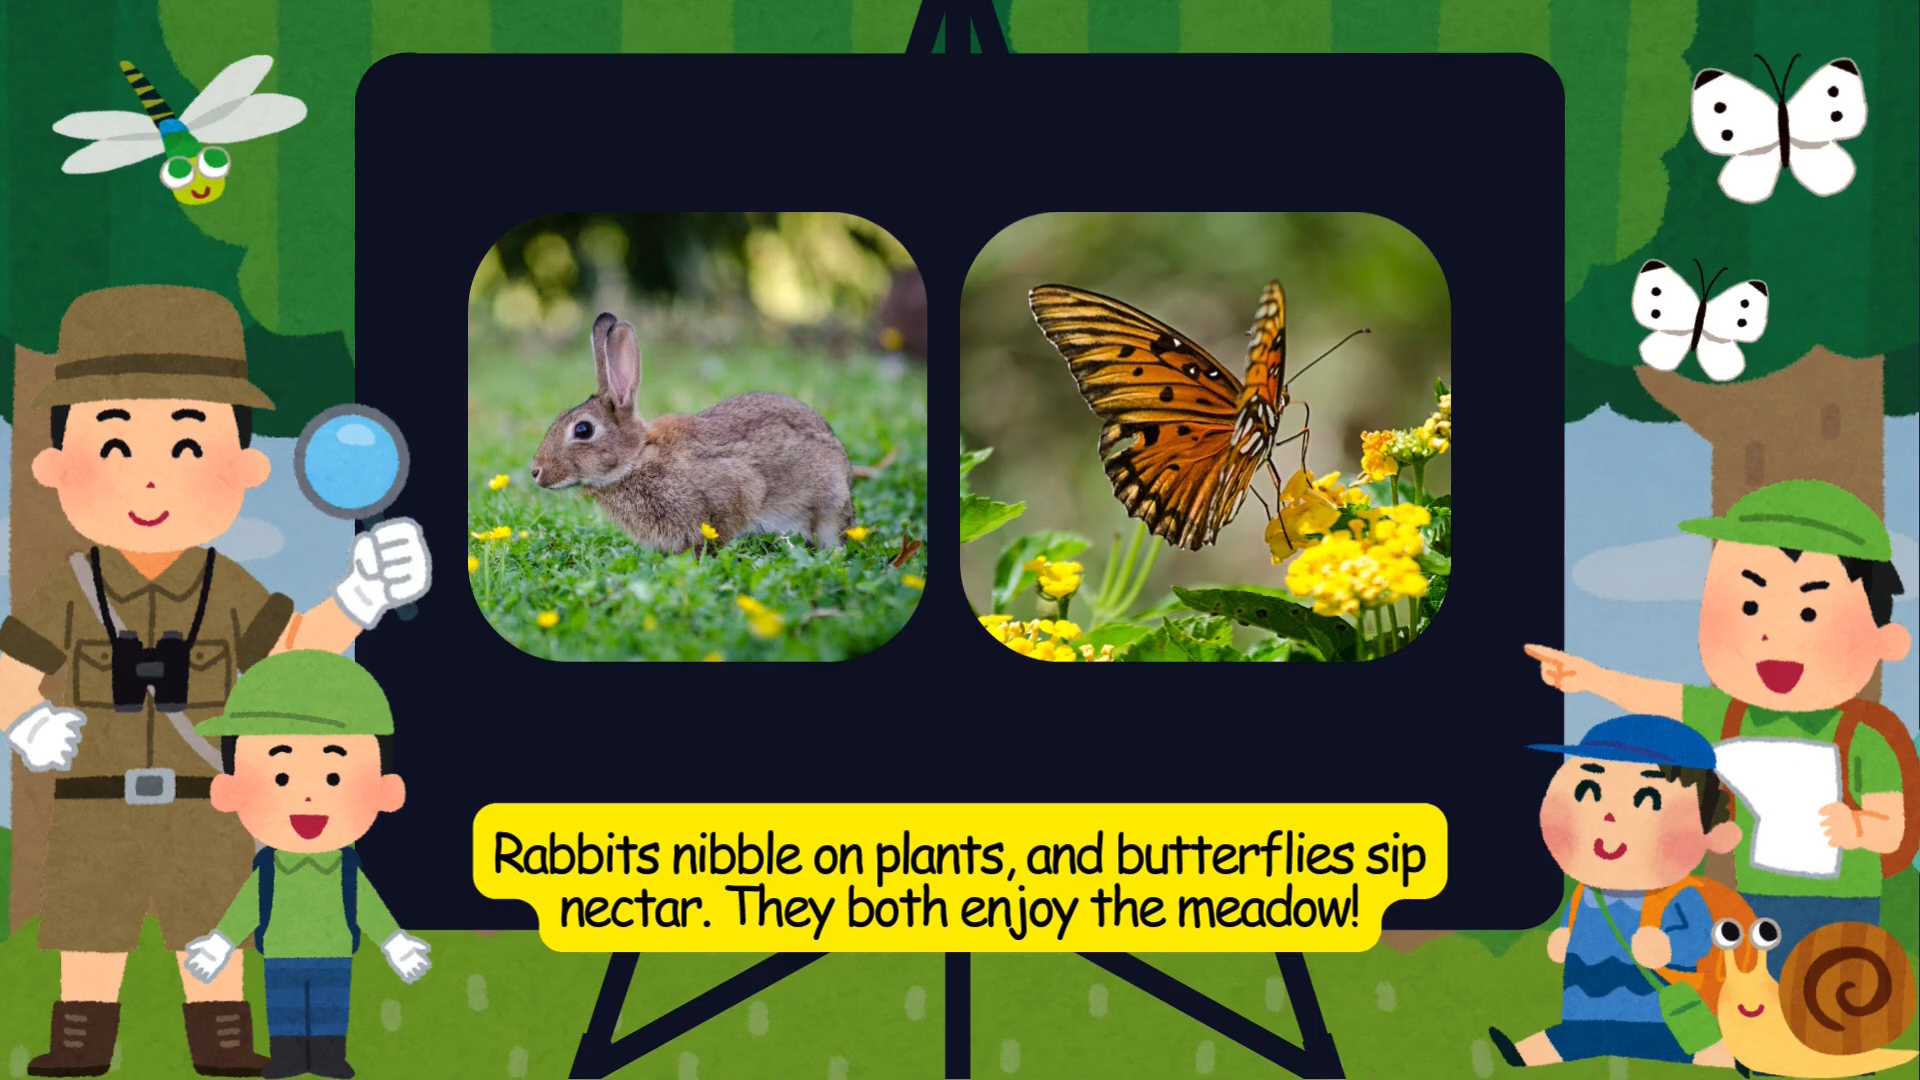 Rabbits nibble on plants, and butterflies sip
nectar. They both enjoy the meadow!